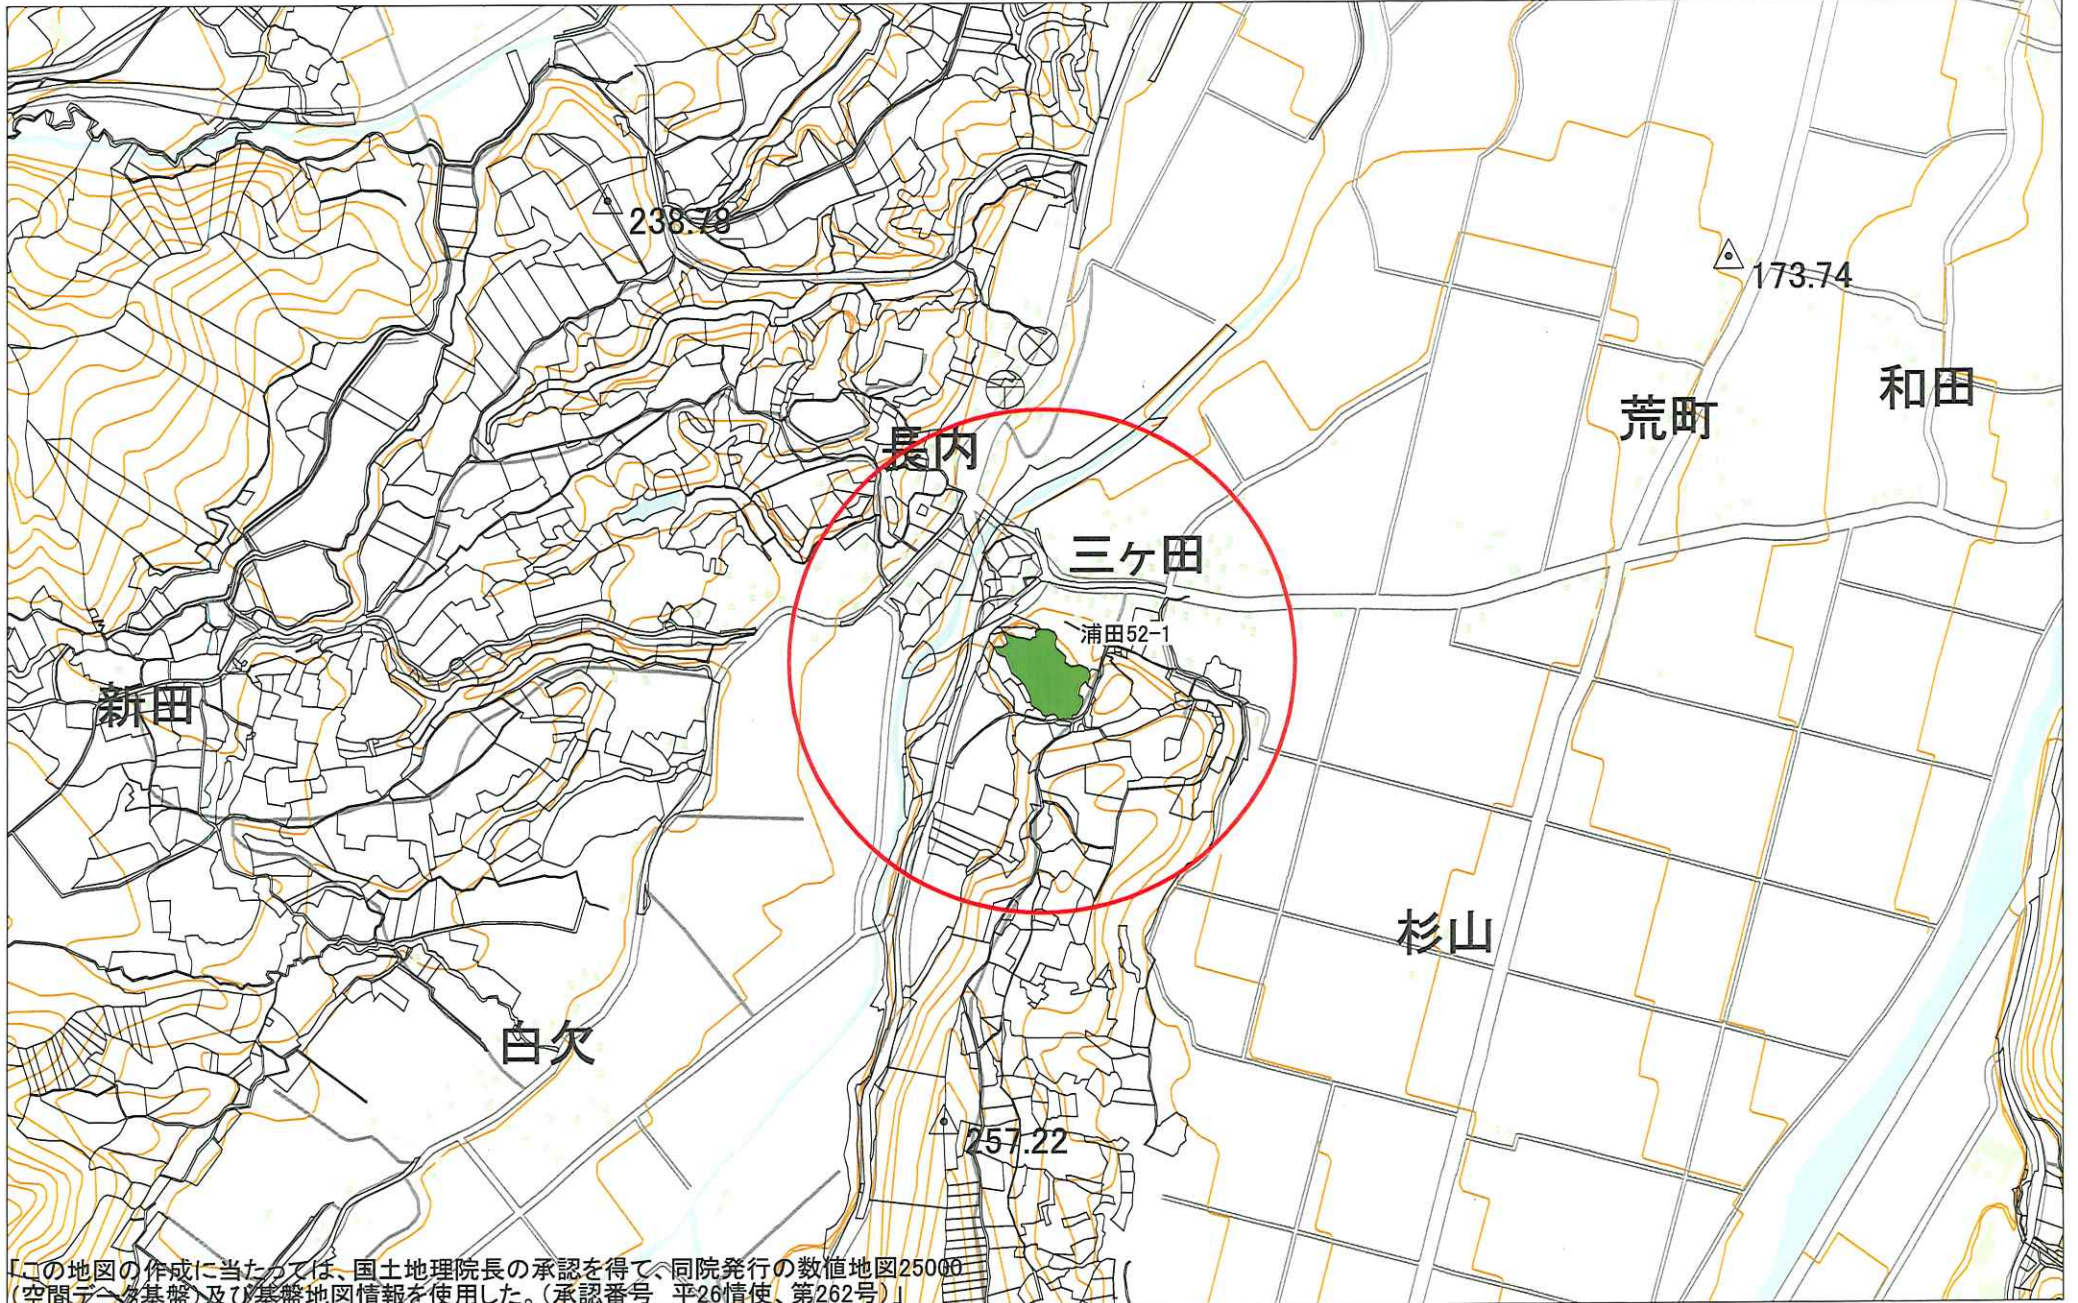 238.78
173.74
和田
荒町
長内
三ヶ田
浦田52-1
新田
杉山
白欠
257.22
「この地図の作成に当たっては、国土地理院長の承認を得て、同院発行の数値地図25000
(空間データ基盤)及び基盤地図情報を使用した。(承認番号 平26情使、第262号)」